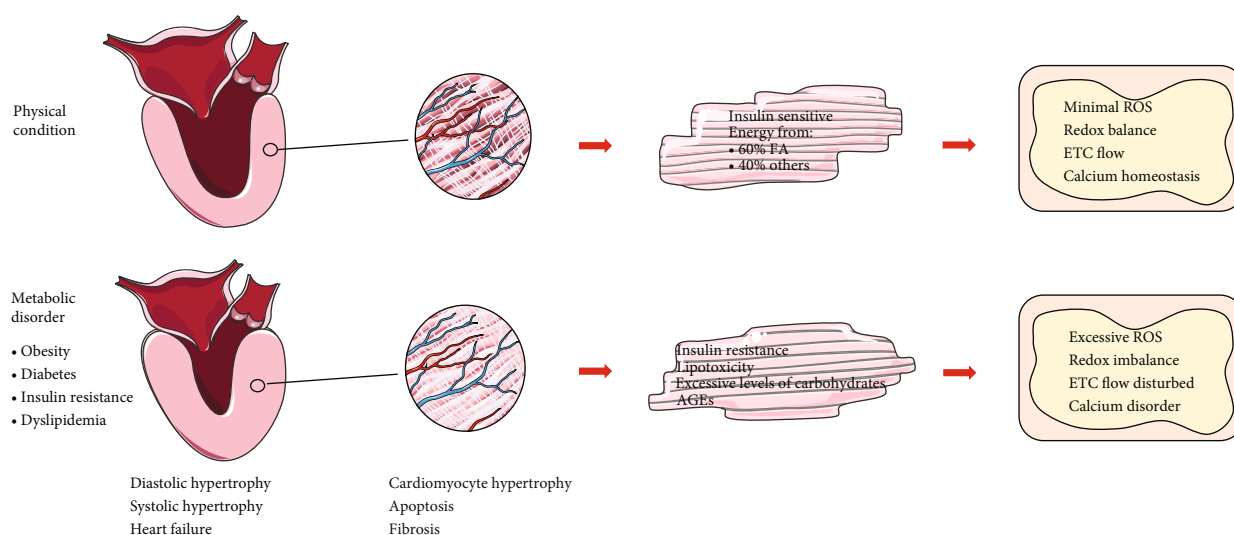 Physical
condition
Insulin sensitive
Energy from:
• 60% FA
• 40% others
Minimal ROS
Redox balance
ETC flow
Calcium homeostasis
Metabolic
disorder
• Obesity
• Diabetes
• Insulin resistance
• Dyslipidemia
Insulin resistance
Lipotoxicity
Excessive levels of carbohydrates
AGEs
Excessive ROS
Redox imbalance
ETC flow disturbed
Calcium disorder
Diastolic hypertrophy
Systolic hypertrophy
Heart failure
Cardiomyocyte hypertrophy
Apoptosis
Fibrosis